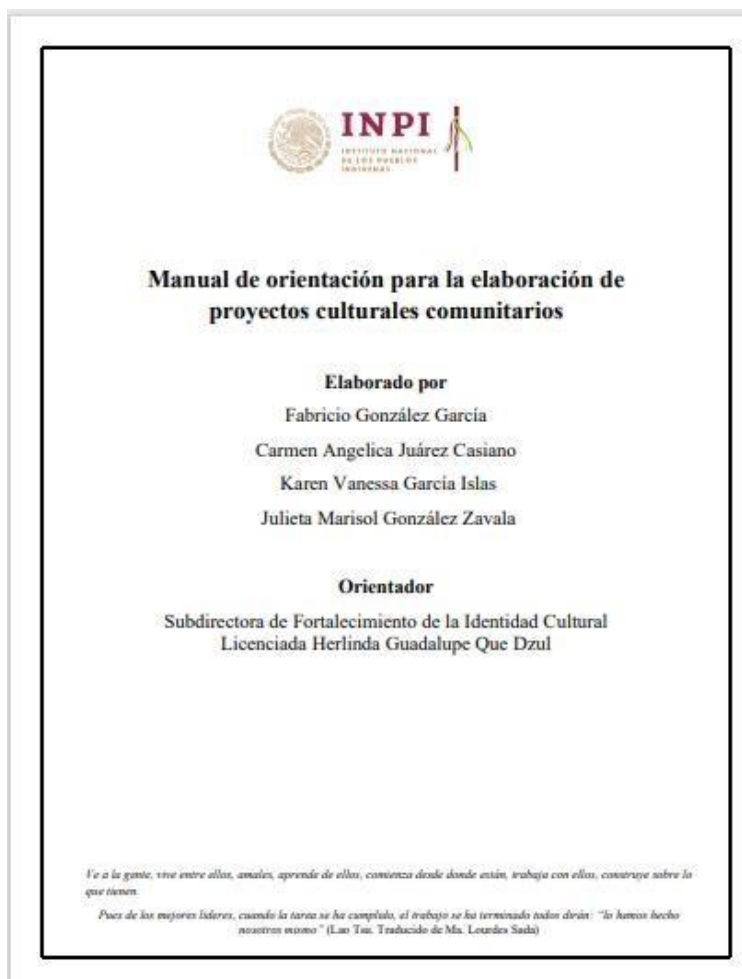 INPI
INSTITUTO NACIONAL
DE LOS PUEBLOS
INDÍGENAS
Manual de orientación para la elaboración de
proyectos culturales comunitarios
Elaborado por
Fabricio González García
Carmen Angelica Juárez Casiano
Karen Vanessa García Islas
Julieta Marisol González Zavala
Orientador
Subdirectora de Fortalecimiento de la Identidad Cultural
Licenciada Herlinda Guadalupe Que Dzul
Ve a la gente, vive entre ellos, amales, aprende de ellos, comienza desde donde están, trabaja con ellos, construye sobre lo
que tienen.
Pues de los mejores líderes, cuando la tarea se ha cumplido, el trabajo se ha terminado todos dirán: “lo hemos hecho
nosotros mismo” (Lao Tsu. Traducido de Ma. Lourdes Sada)